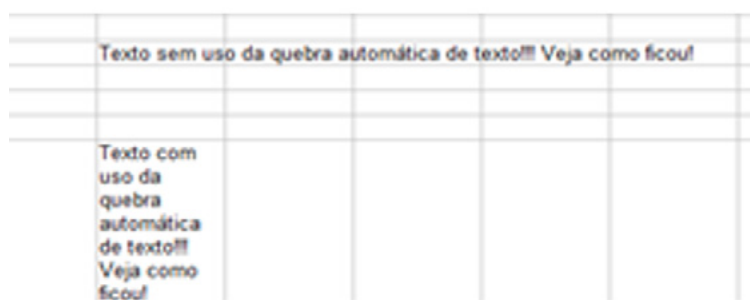 Texto sem uso da quebra automática de texto!!! Veja como ficou!
Texto com
uso da
quebra
automática
de texto!!!
Veja como
ficou!